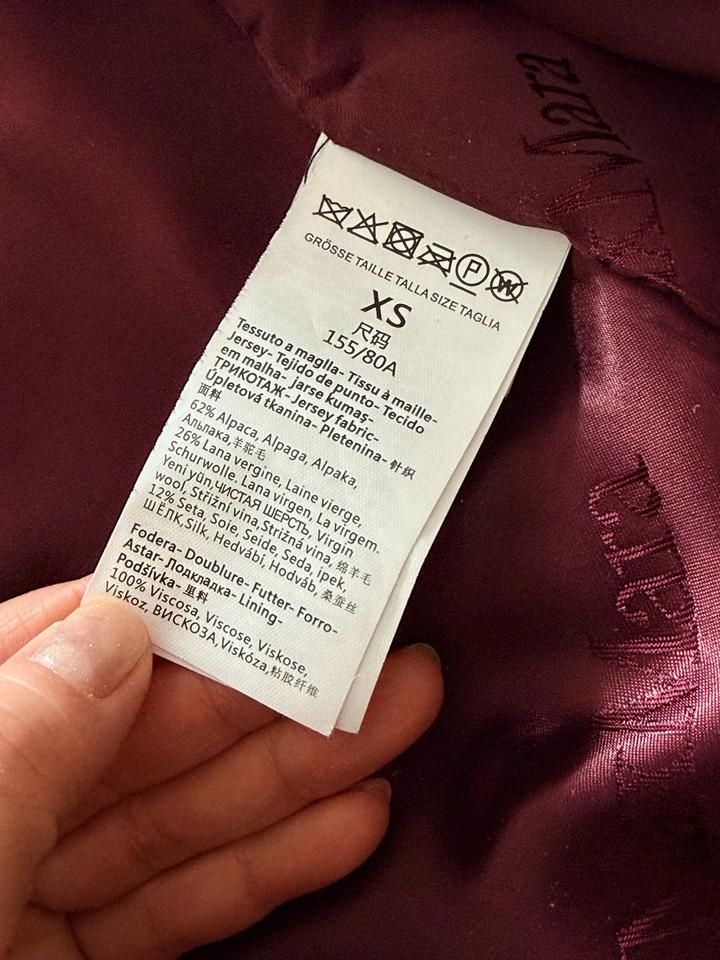 P W
GRÖSSE TAILLE TALLA SIZE TAGLIA
XS
尺码
155/80A
Tessuto a maglia- Tissu à maille-
Jersey- Tejido de punto- Tecido
em malha- jarse kumaş-
ТРИКОТАЖ- Jersey fabric-
Úpletová tkanina- Pletenina- 针织
面料
62% Alpaca, Alpaga, Alpaka,
Альпака,羊驼毛
26% Lana vergine, Laine vierge,
Schurwolle. Lana virgen, La virgem.
Yeni yün.ЧИСТАЯ ШЕРСТЬ, Virgin
wool, Střižní vlna,Strižná vlna, 绵羊毛
12% Seta, Soie, Seide, Seda, ipek,
ШЁЛК,Silk, Hedvábí, Hodváb, 桑蚕丝
Fodera- Doublure- Futter- Forro-
Astar- Подкладка- Lining-
Podšívka- 里料
100% Viscosa, Viscose, Viskose,
Viskoz, ВИСКОЗА,Viskóza,粘胶纤维
Mara
Mara